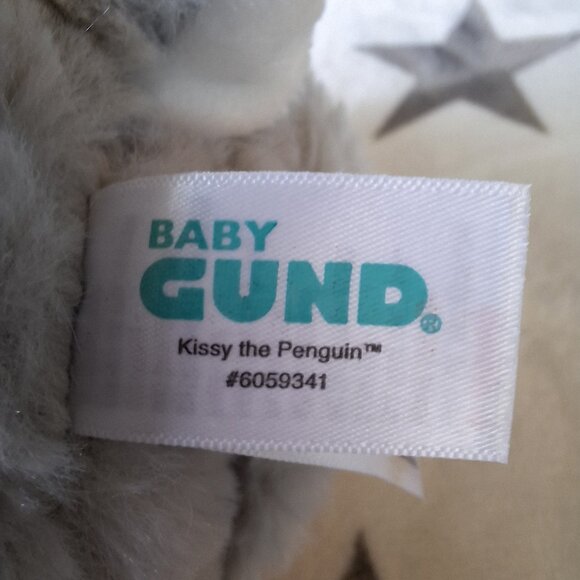 BABY
GUND®
Kissy the Penguin™
#6059341